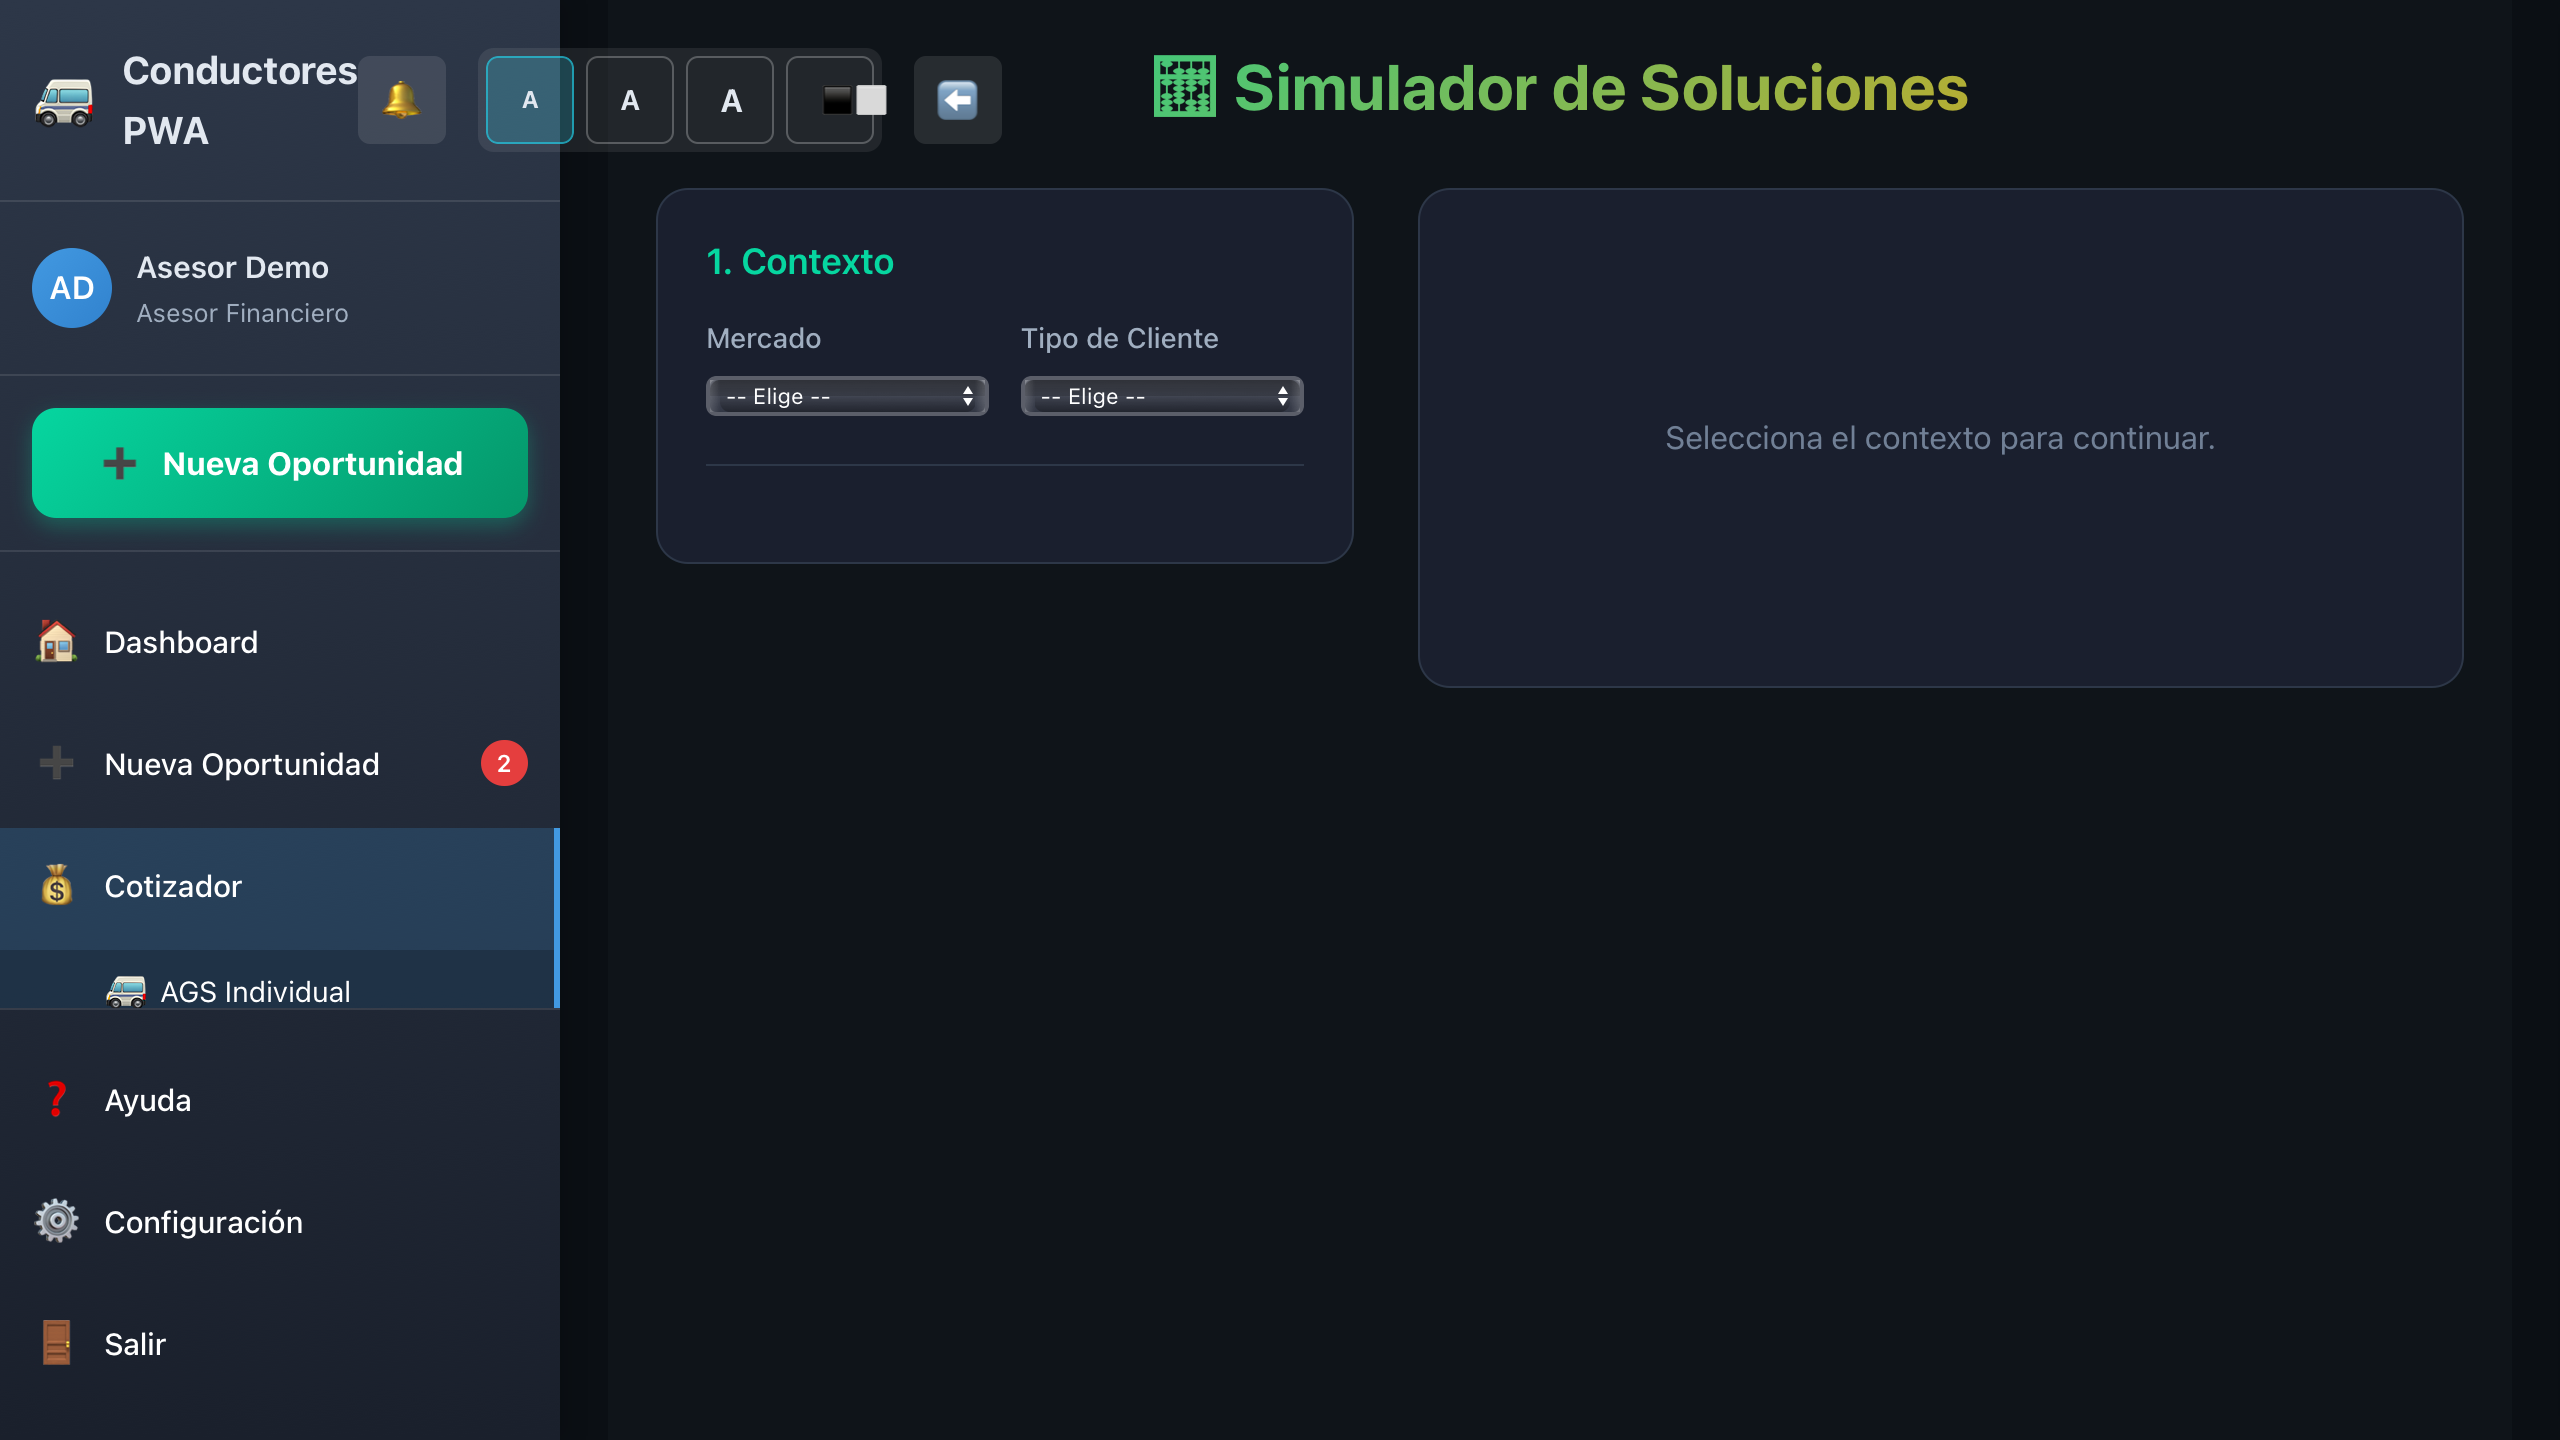 Conductores
PWA
A
A
A
Simulador de Soluciones
AD
Asesor Demo
Asesor Financiero
Nueva Oportunidad
Dashboard
Nueva Oportunidad
2
Cotizador
AGS Individual
Ayuda
Configuración
Salir
1. Contexto
Mercado
Tipo de Cliente
-- Elige --
-- Elige --
Selecciona el contexto para continuar.